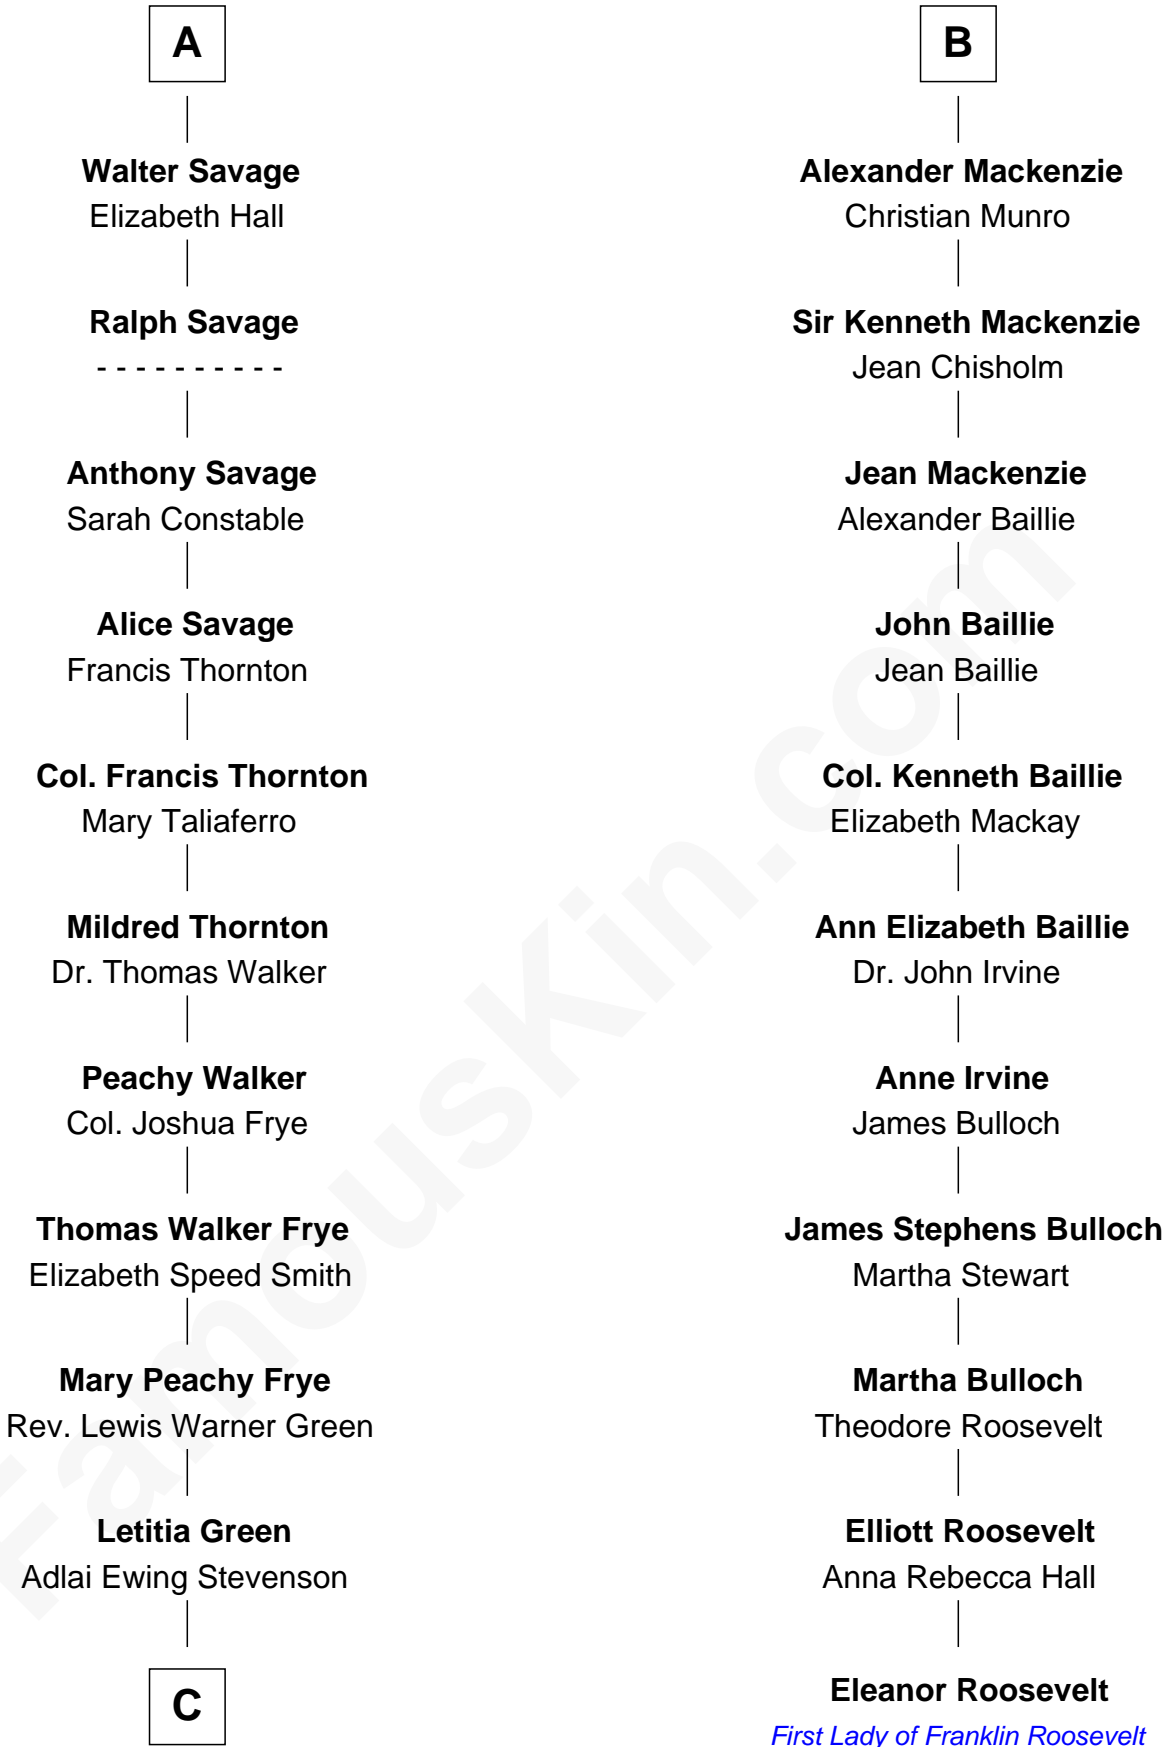 A
Walter Savage
Elizabeth Hall
Ralph Savage
- - - - - - - - - -
Anthony Savage
Sarah Constable
Alice Savage
Francis Thornton
Col. Francis Thornton
Mary Taliaferro
Mildred Thornton
Dr. Thomas Walker
Peachy Walker
Col. Joshua Frye
Thomas Walker Frye
Elizabeth Speed Smith
Mary Peachy Frye
Rev. Lewis Warner Green
Letitia Green
Adlai Ewing Stevenson
C
B
Alexander Mackenzie
Christian Munro
Sir Kenneth Mackenzie
Jean Chisholm
Jean Mackenzie
Alexander Baillie
John Baillie
Jean Baillie
Col. Kenneth Baillie
Elizabeth Mackay
Ann Elizabeth Baillie
Dr. John Irvine
Anne Irvine
James Bulloch
James Stephens Bulloch
Martha Stewart
Martha Bulloch
Theodore Roosevelt
Elliott Roosevelt
Anna Rebecca Hall
Eleanor Roosevelt
First Lady of Franklin Roosevelt
FamousKin.com